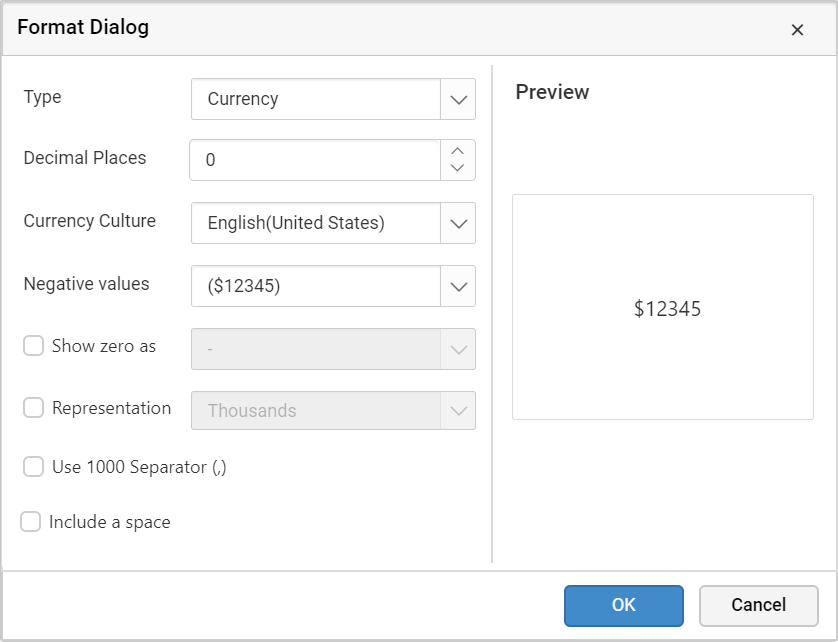 Format Dialog
Type
Currency
Preview
Decimal Places
0
Currency Culture
English(United States)
Negative values
($12345)
$12345
Show zero as
-
Representation
Thousands
Use 1000 Separator (,)
Include a space
OK
Cancel